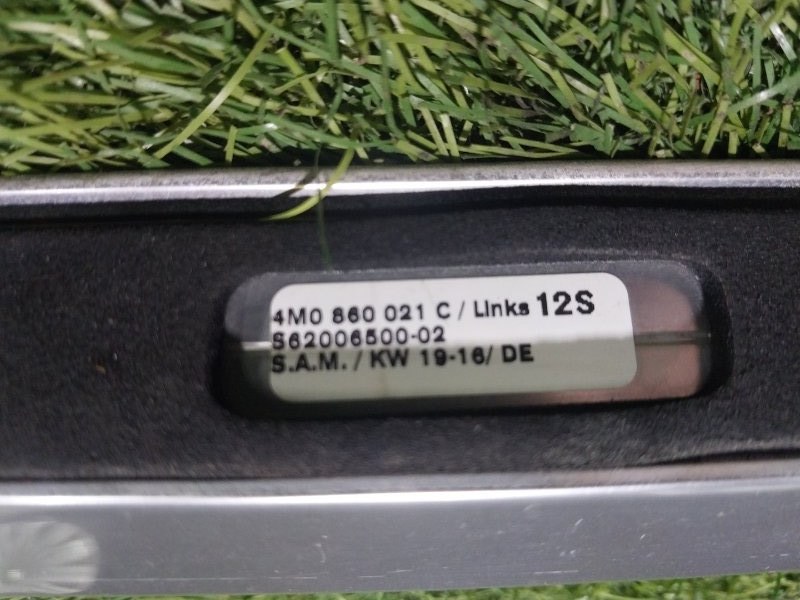 4M0 860 021 C / Links 12S
S62006500-02
S.A.M. / KW 19-16/ DE